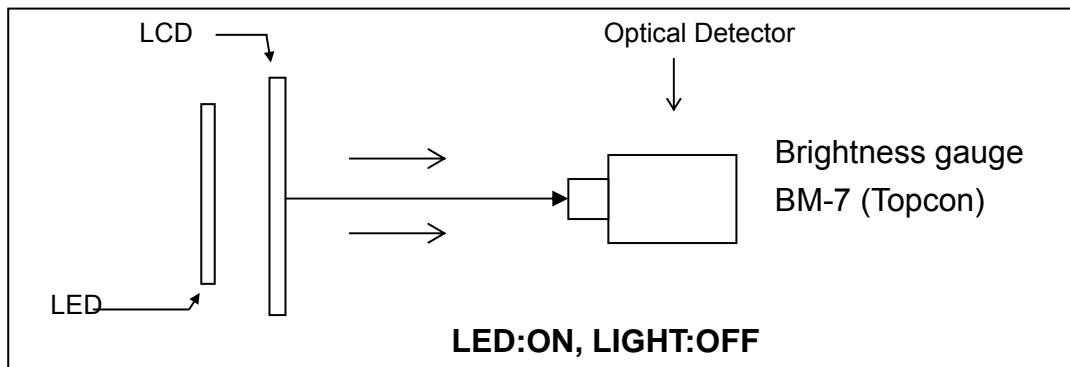 LCD
Optical Detector
Brightness gauge
BM-7 (Topcon)
LED
LED:ON, LIGHT:OFF